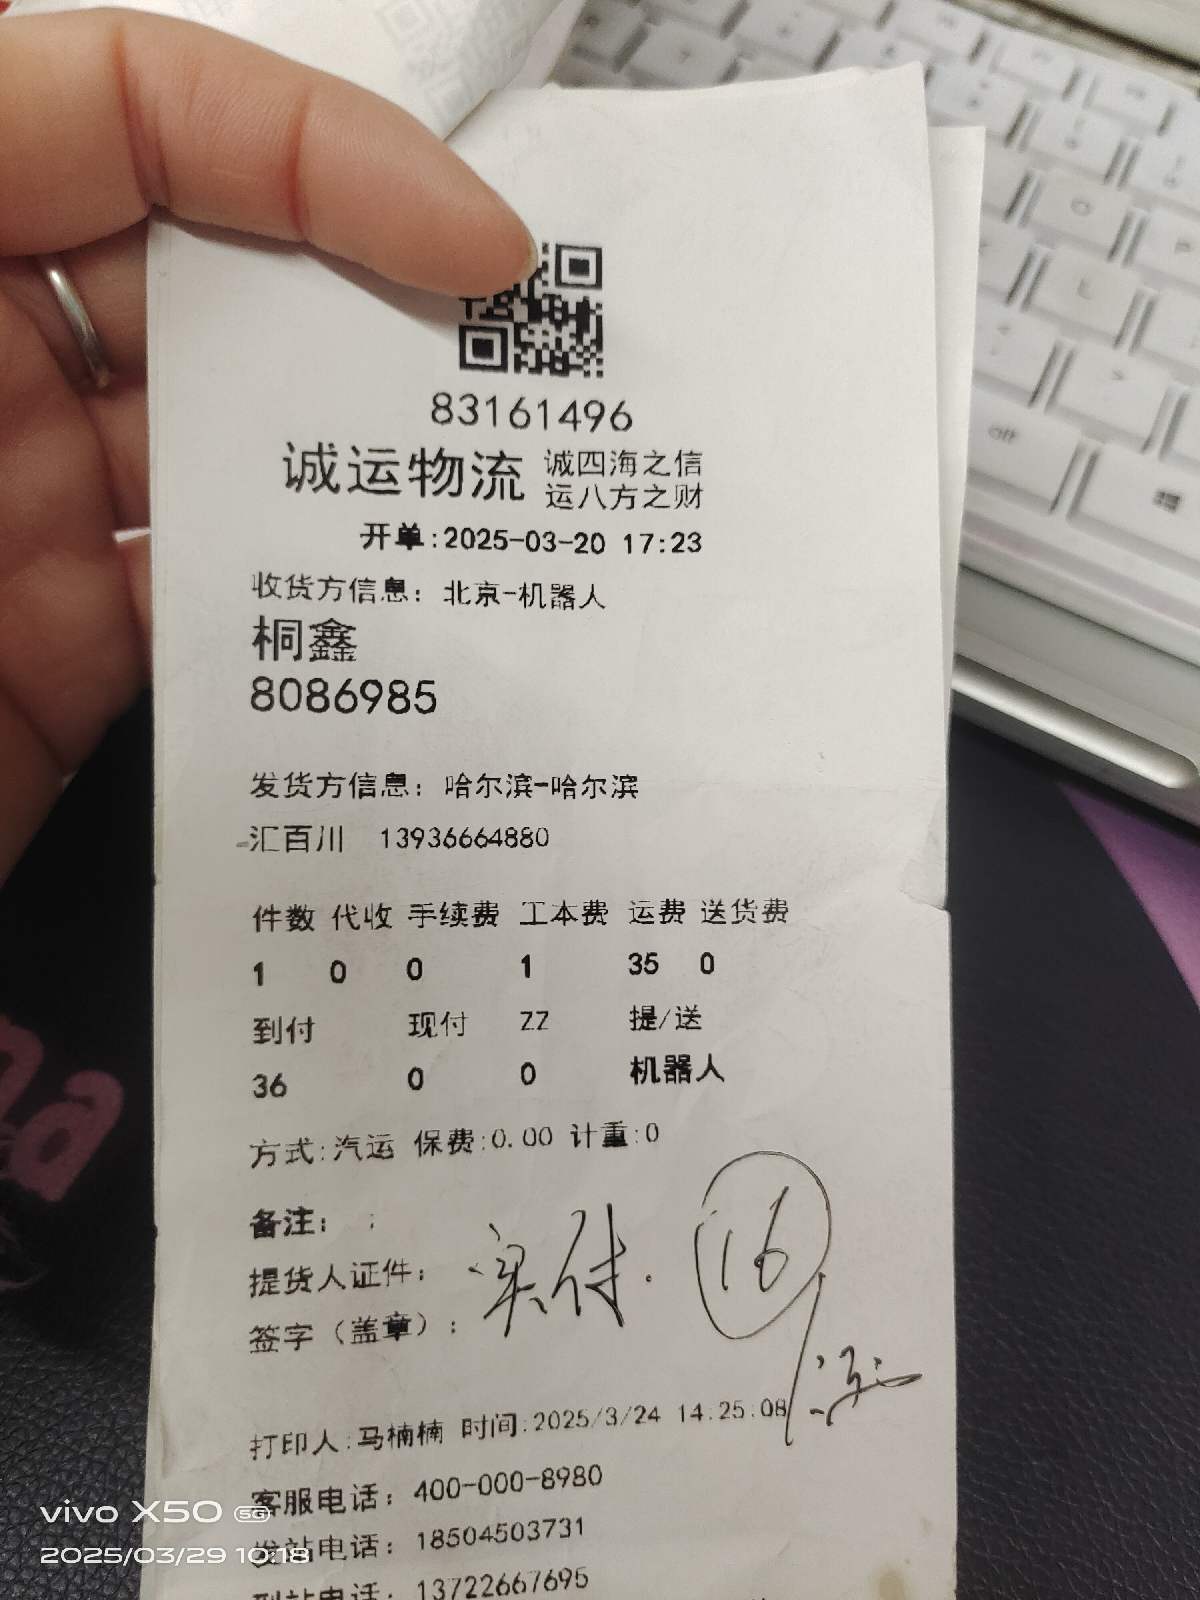 83161496
诚运物流 诚四海之信
运八方之财
开单:2025-03-20 17:23
收货方信息: 北京-机器人
桐鑫
8086985
发货方信息: 哈尔滨-哈尔滨
汇百川 13936664880
件数 代收 手续费 工本费 运费 送货费
1 0 0 1 35 0
到付 现付 ZZ 提/送
36 0 0 机器人
方式:汽运 保费:0.00 计重:0
备注: ;
提货人证件:
实付. 16
签字（盖章）:
打印人:马楠楠 时间:2025/3/24 14:25:08
客服电话: 400-000-8980
发站电话: 18504503731
到站电话: 13722667695
alt
vivo X50 5G
2025/03/29 10:18